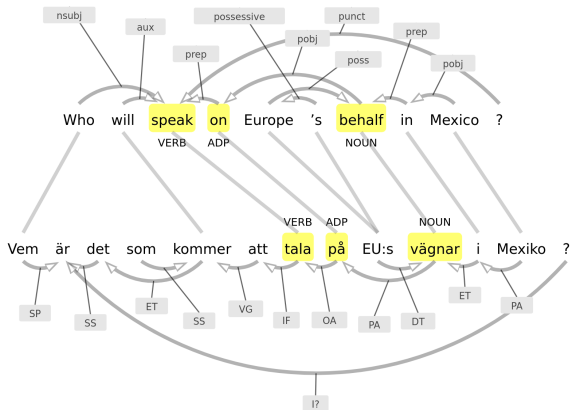 nsubj aux possessive punct
prep pobj poss prep pobj
Who will speak on Europe ’s behalf in Mexico ?
VERB ADP NOUN
VERB ADP NOUN
Vem är det som kommer att tala på EU:s vägnar i Mexiko ?
SP SS ET SS VG IF OA PA DT ET PA
I?